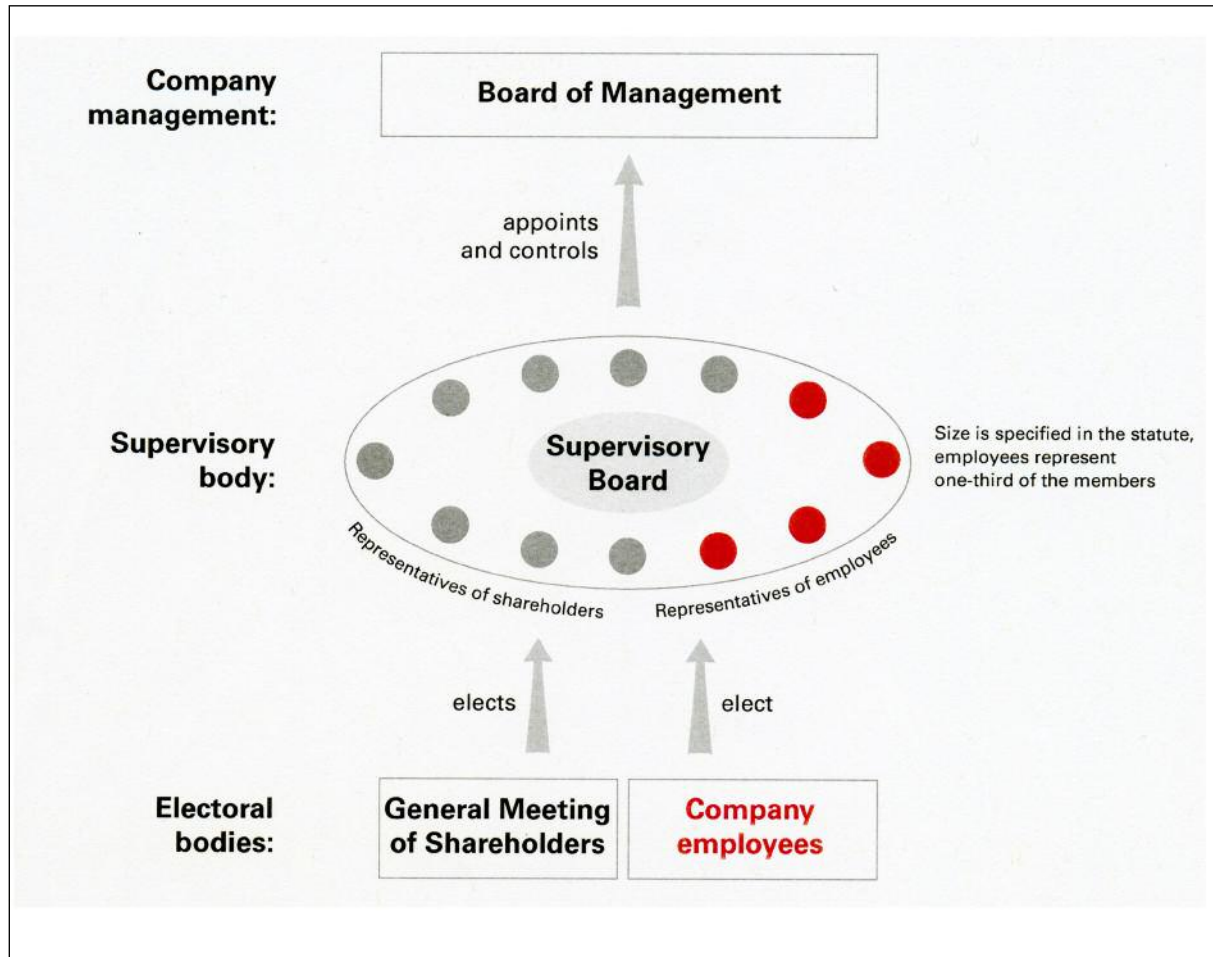 Company
management:
Board of Management
appoints
and controls
Supervisory
body:
Supervisory
Board
Size is specified in the statute,
employees represent
one-third of the members
Representatives of shareholders
Representatives of employees
elects
elect
Electoral
bodies:
General Meeting
of Shareholders
Company
employees